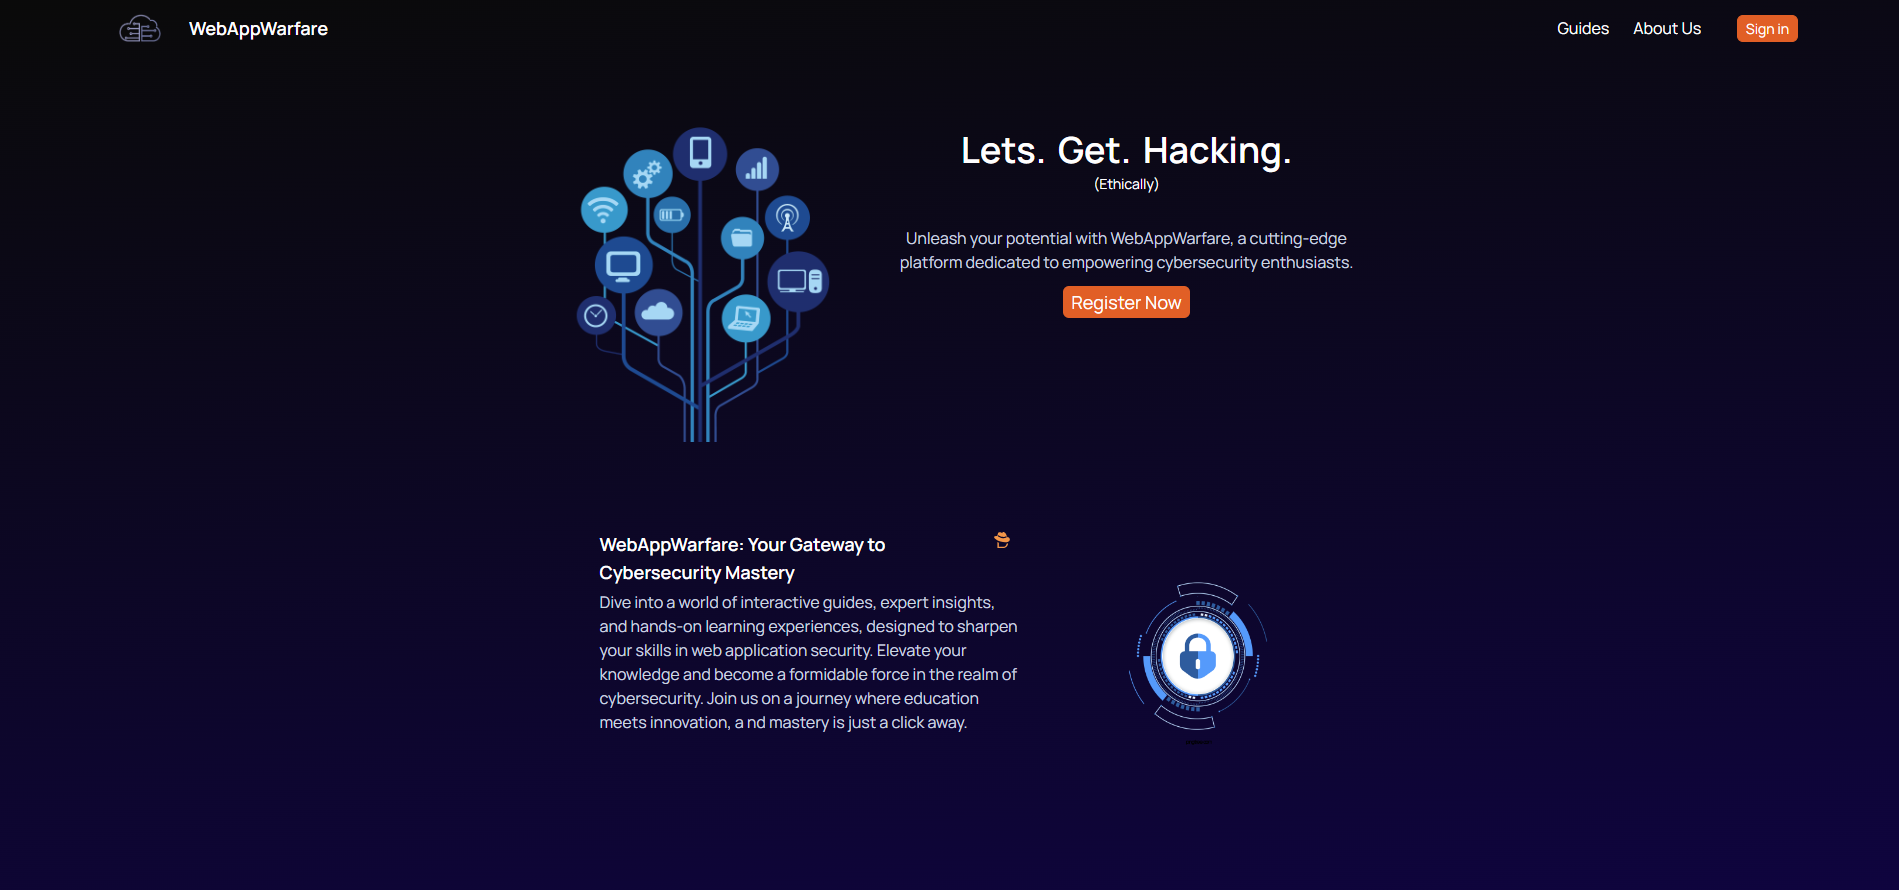 WebAppWarfare
Guides
About Us
Sign in
Lets. Get. Hacking.
(Ethically)
Unleash your potential with WebAppWarfare, a cutting-edge
platform dedicated to empowering cybersecurity enthusiasts.
Register Now
WebAppWarfare: Your Gateway to
Cybersecurity Mastery
Dive into a world of interactive guides, expert insights,
and hands-on learning experiences, designed to sharpen
your skills in web application security. Elevate your
knowledge and become a formidable force in the realm of
cybersecurity. Join us on a journey where education
meets innovation, a nd mastery is just a click away.